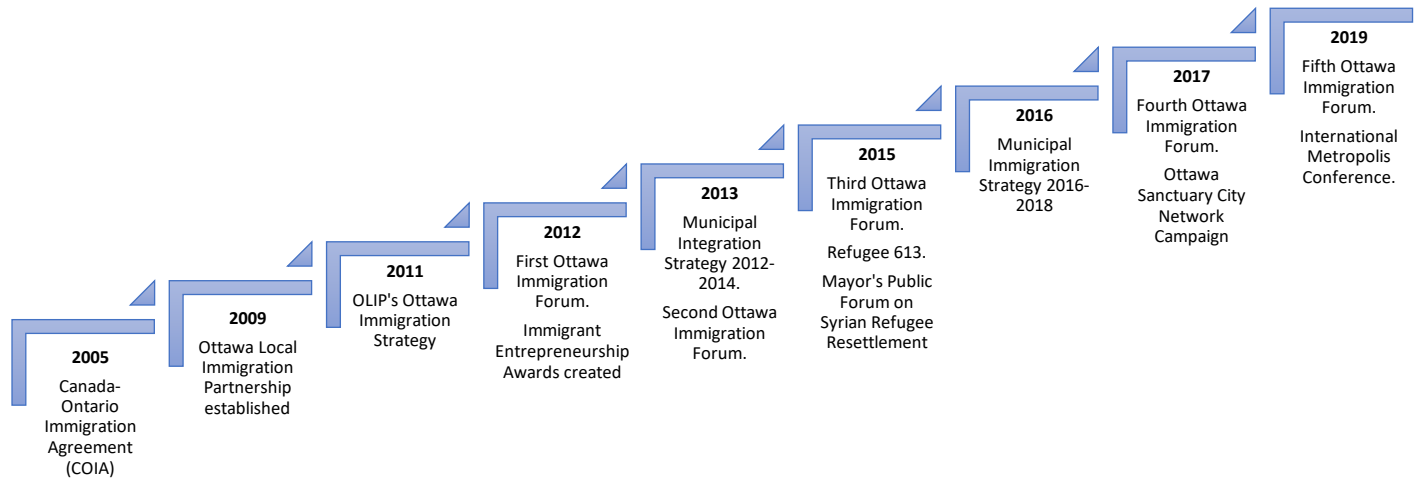 2005
Canada-
Ontario
Immigration
Agreement
(COIA)
2009
Ottawa Local
Immigration
Partnership
established
2011
OLIP's Ottawa
Immigration
Strategy
2012
First Ottawa
Immigration
Forum.
Immigrant
Entrepreneurship
Awards created
2013
Municipal
Integration
Strategy 2012-
2014.
Second Ottawa
Immigration
Forum.
2015
Third Ottawa
Immigration
Forum.
Refugee 613.
Mayor's Public
Forum on
Syrian Refugee
Resettlement
2016
Municipal
Immigration
Strategy 2016-
2018
2017
Fourth Ottawa
Immigration
Forum.
Ottawa
Sanctuary City
Network
Campaign
2019
Fifth Ottawa
Immigration
Forum.
International
Metropolis
Conference.